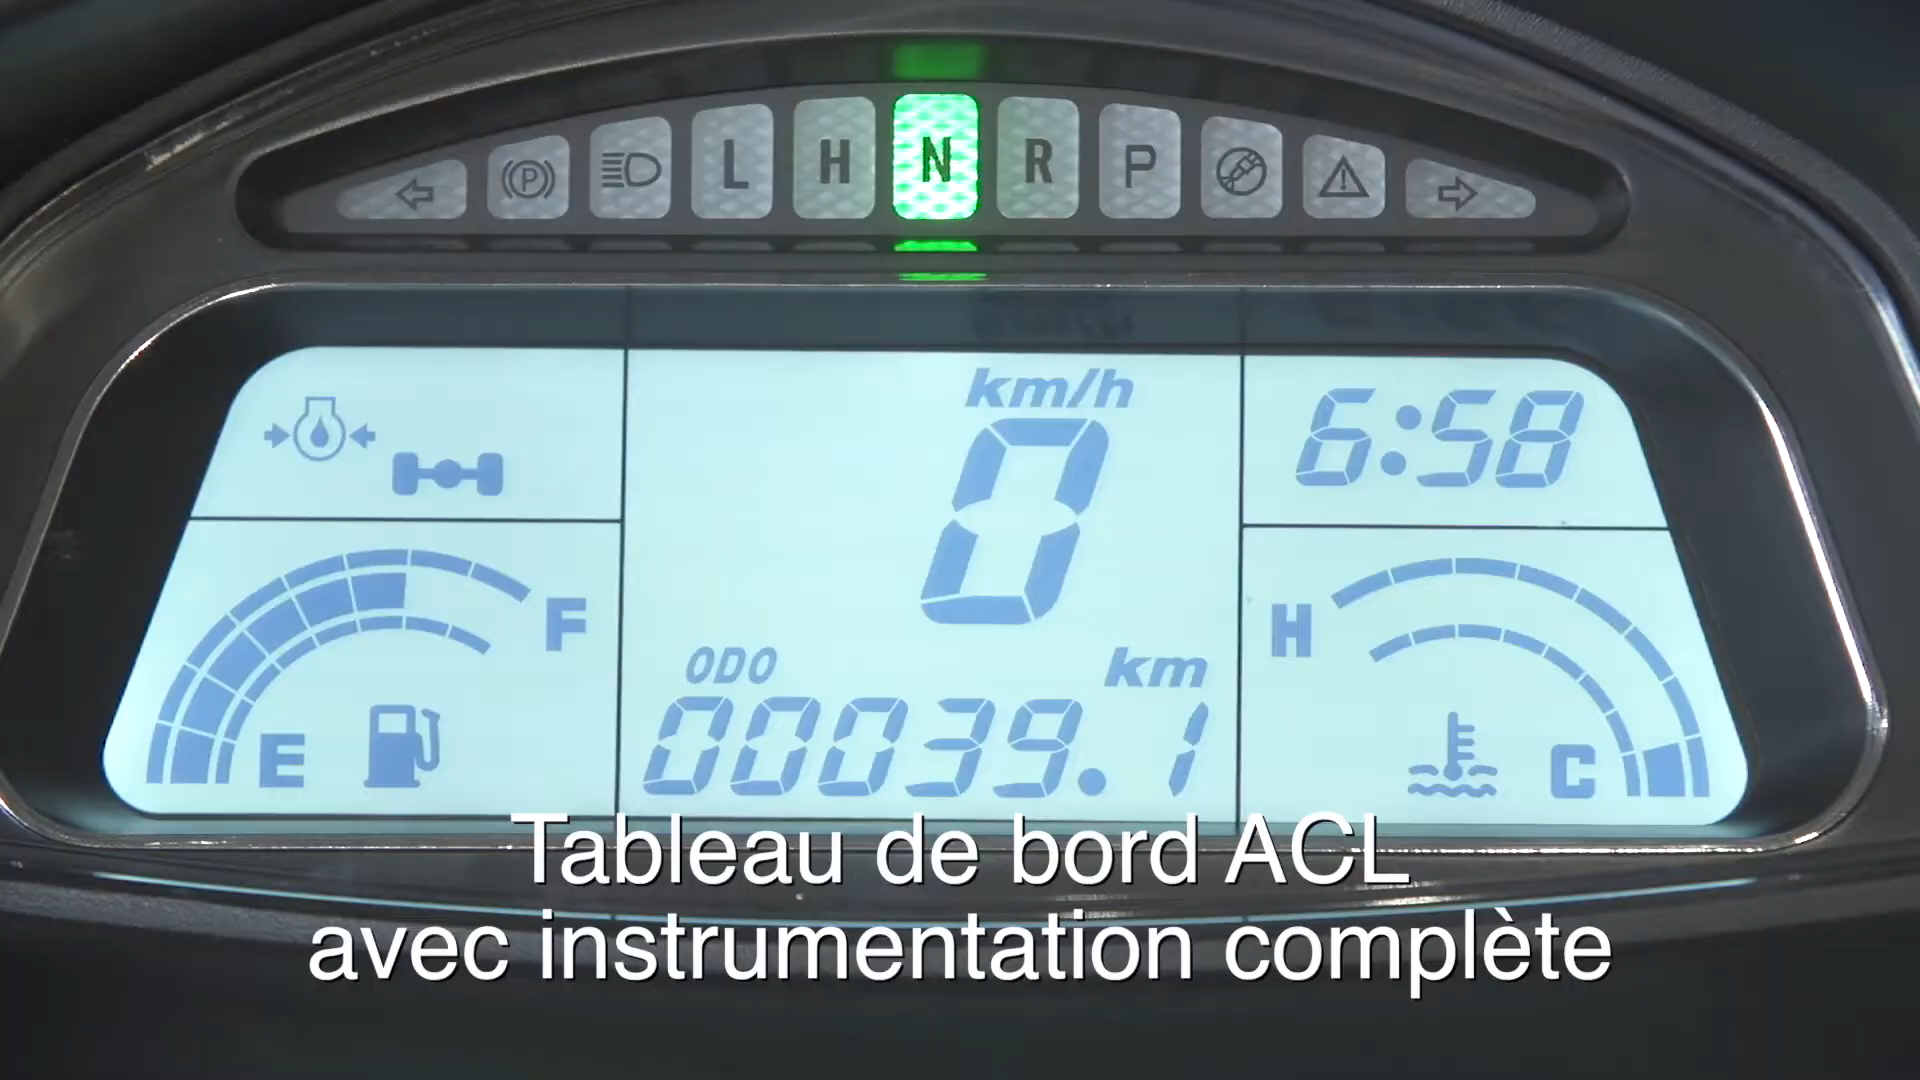 L H N R P
km/h
0
6:58
F
E
ODO
km
00039.1
H
C
Tableau de bord ACL
avec instrumentation complète